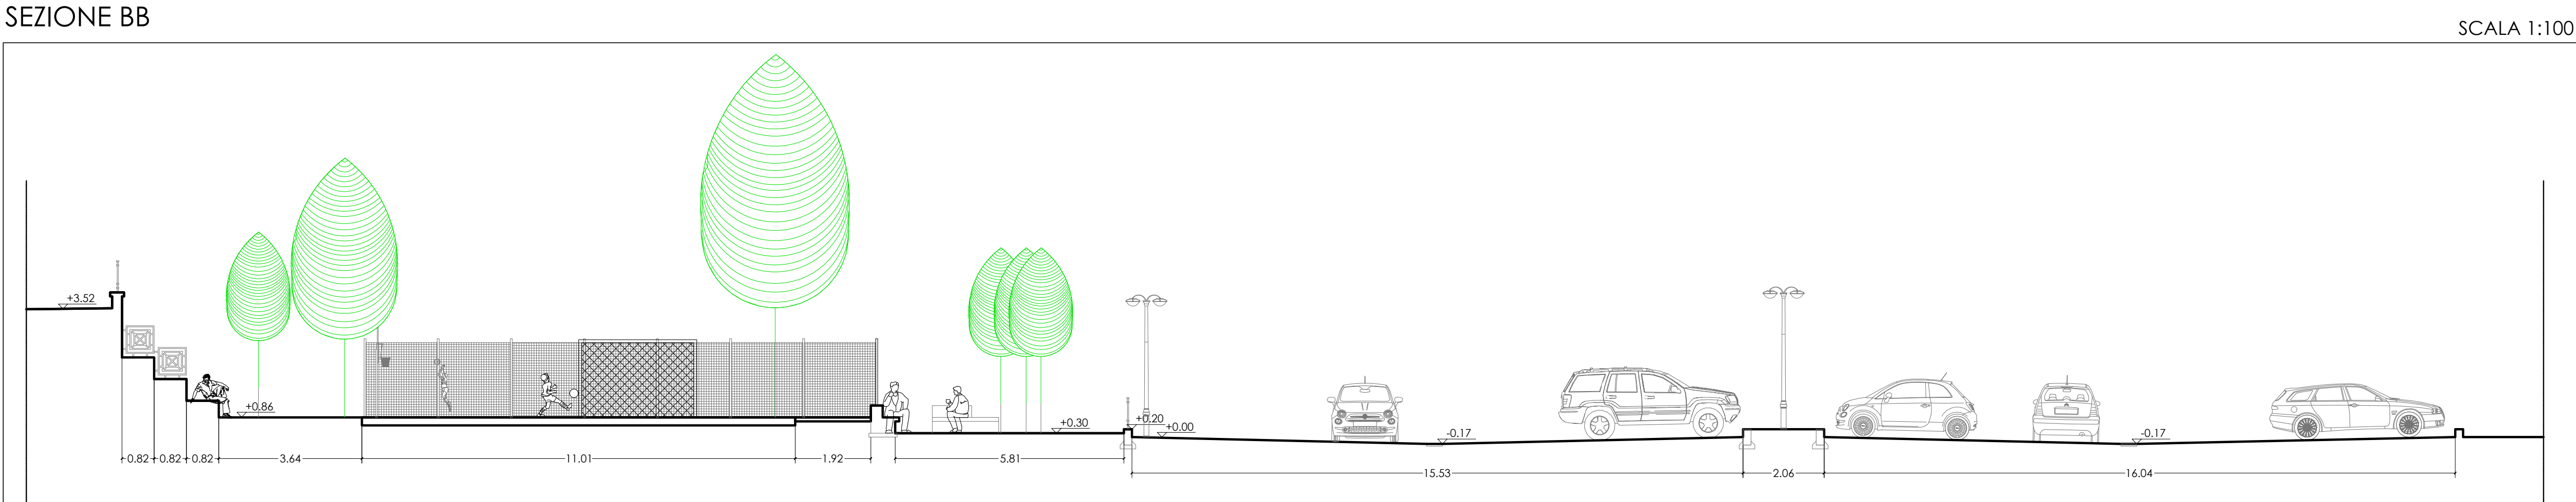 SEZIONE BB
SCALA 1:100
+3.52
+0.86
+0.30
+0.20
+0.00
-0.17
-0.17
0.82 0.82 0.82 3.64 11.01 1.92 5.81
15.53 2.06 16.04